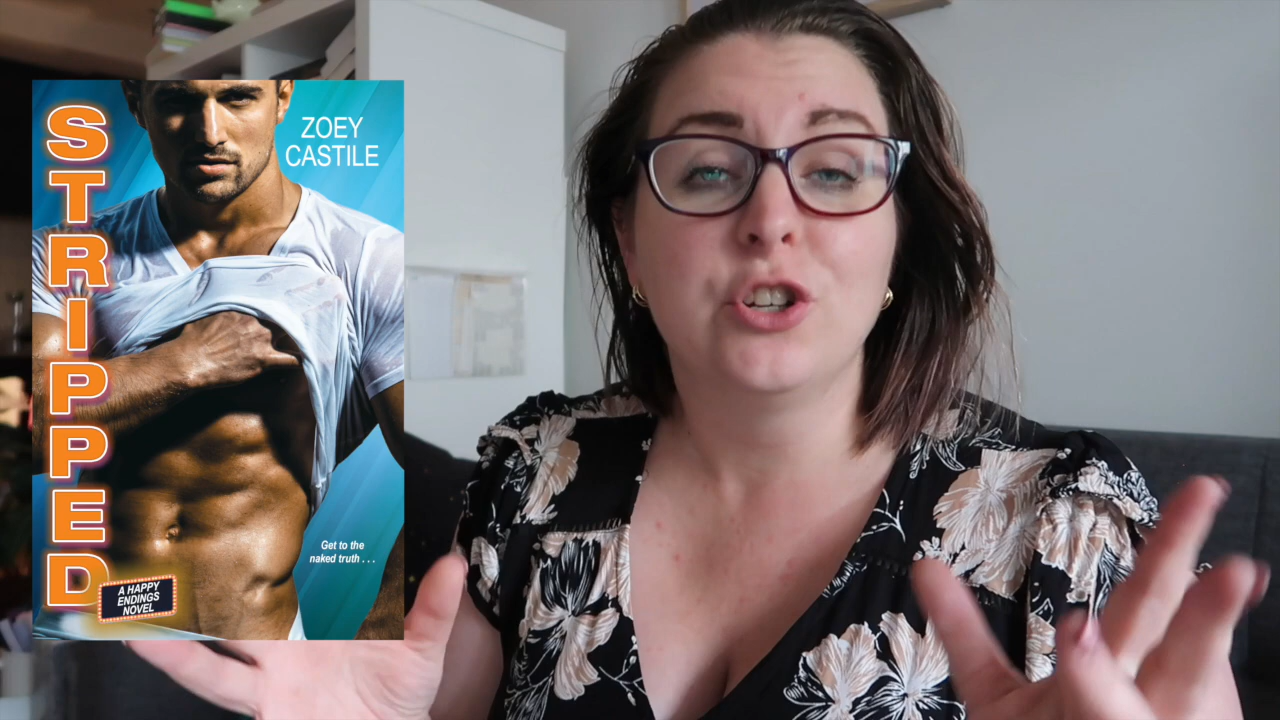 STRIPPED
ZOEY
CASTILE
Get to the
naked truth . . .
A HAPPY
ENDINGS
NOVEL